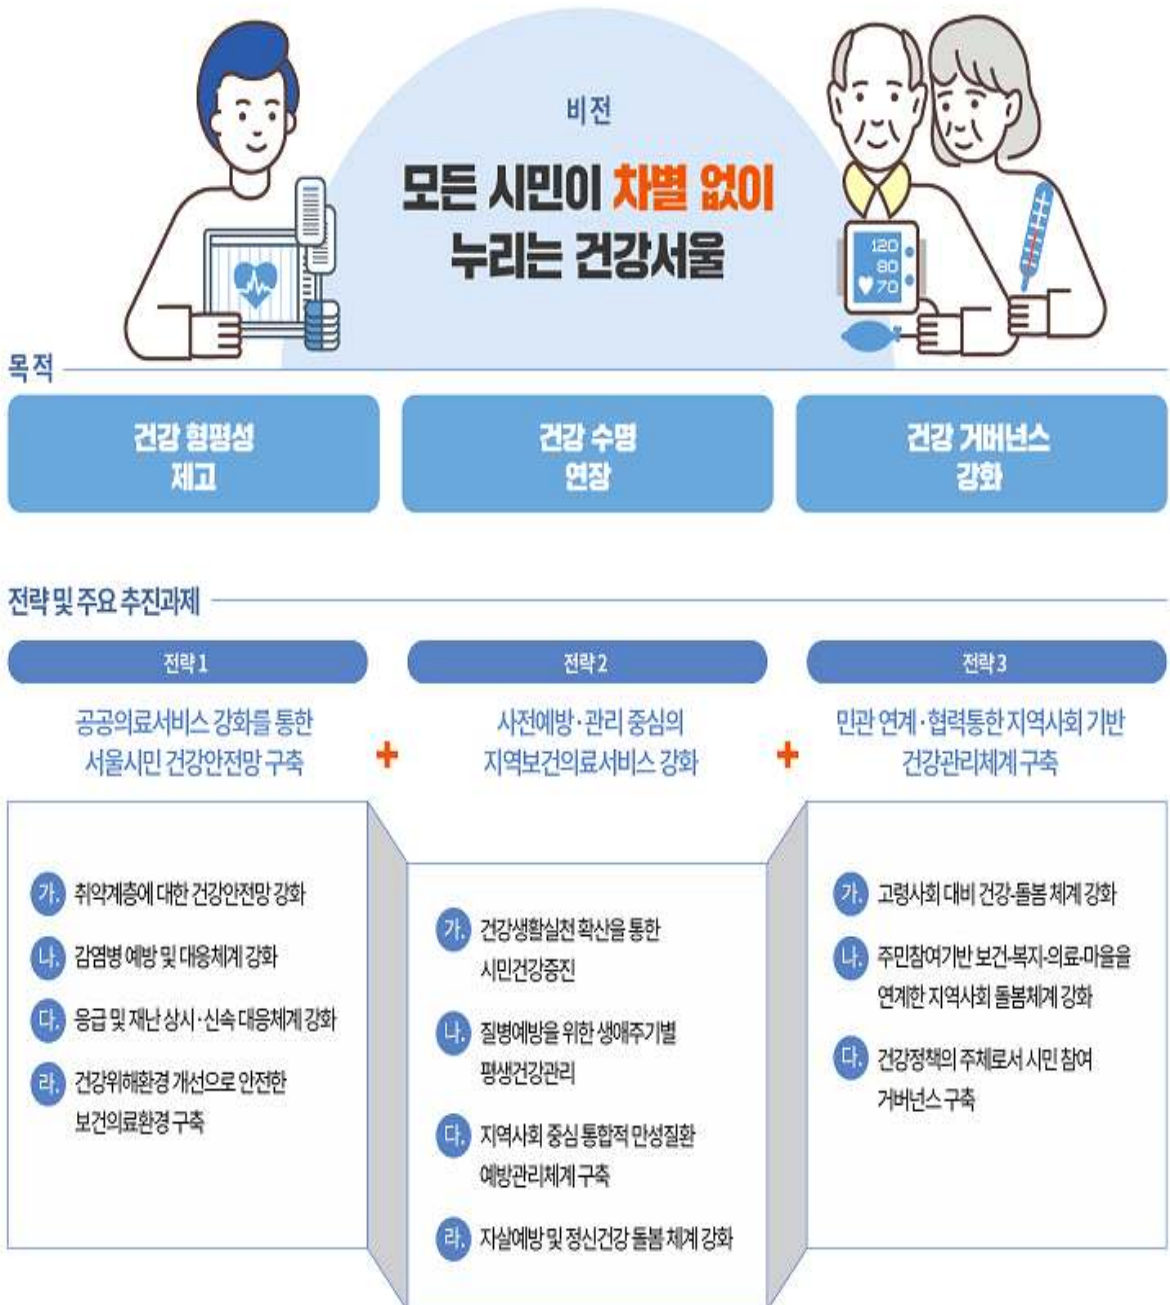 비전
모든 시민이 차별 없이
누리는 건강서울
120
80
70
목적
건강 형평성
제고
건강 수명
연장
건강 거버넌스
강화
전략 및 주요 추진과제
전략 1
공공의료서비스 강화를 통한
서울시민 건강안전망 구축
가. 취약계층에 대한 건강안전망 강화
나. 감염병 예방 및 대응체계 강화
다. 응급 및 재난 상시·신속 대응체계 강화
라. 건강위해환경 개선으로 안전한
보건의료환경 구축
+
전략 2
사전예방·관리 중심의
지역보건의료서비스 강화
가. 건강생활실천 확산을 통한
시민건강증진
나. 질병예방을 위한 생애주기별
평생건강관리
다. 지역사회 중심 통합적 만성질환
예방관리체계 구축
라. 자살예방 및 정신건강 돌봄 체계 강화
+
전략 3
민관 연계·협력통한 지역사회 기반
건강관리체계 구축
가. 고령사회 대비 건강-돌봄 체계 강화
나. 주민참여기반 보건-복지-의료-마을을
연계한 지역사회 돌봄체계 강화
다. 건강정책의 주체로서 시민 참여
거버넌스 구축